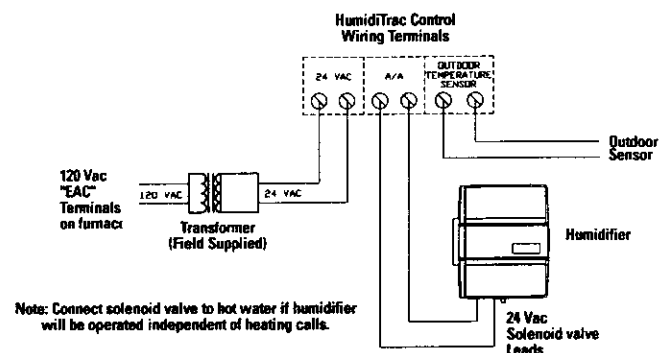 HumidiTrac Control
Wiring Terminals
24 VAC
A/A
OUTDOOR
TEMPERATURE
SENSOR
Outdoor
Sensor
120 Vac
"EAC"
Terminals
on furnace
120 VAC
24 VAC
Transformer
(Field Supplied)
Humidifier
Note: Connect solenoid valve to hot water if humidifier
will be operated independent of heating calls.
24 Vac
Solenoid valve
Leads